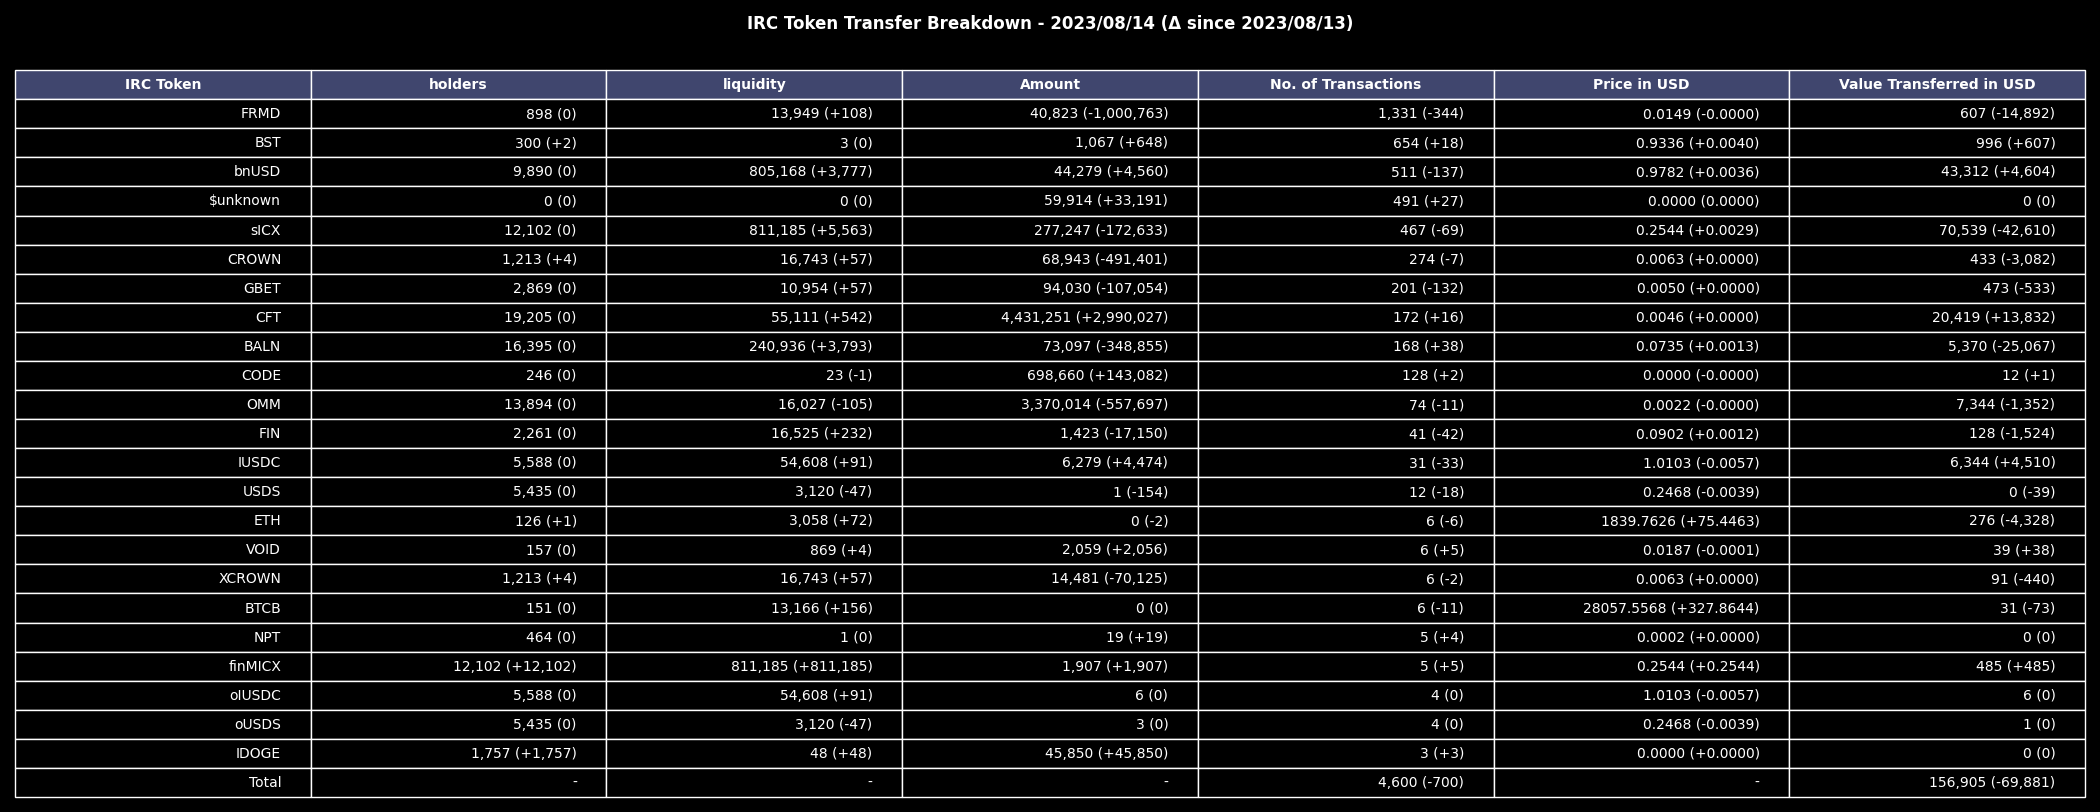 IRC Token Transfer Breakdown - 2023/08/14 (Δ since 2023/08/13)
IRC Token holders liquidity Amount No. of Transactions Price in USD Value Transferred in USD
FRMD 898 (0) 13,949 (+108) 40,823 (-1,000,763) 1,331 (-344) 0.0149 (-0.0000) 607 (-14,892)
BST 300 (+2) 3 (0) 1,067 (+648) 654 (+18) 0.9336 (+0.0040) 996 (+607)
bnUSD 9,890 (0) 805,168 (+3,777) 44,279 (+4,560) 511 (-137) 0.9782 (+0.0036) 43,312 (+4,604)
$unknown 0 (0) 0 (0) 59,914 (+33,191) 491 (+27) 0.0000 (0.0000) 0 (0)
sICX 12,102 (0) 811,185 (+5,563) 277,247 (-172,633) 467 (-69) 0.2544 (+0.0029) 70,539 (-42,610)
CROWN 1,213 (+4) 16,743 (+57) 68,943 (-491,401) 274 (-7) 0.0063 (+0.0000) 433 (-3,082)
GBET 2,869 (0) 10,954 (+57) 94,030 (-107,054) 201 (-132) 0.0050 (+0.0000) 473 (-533)
CFT 19,205 (0) 55,111 (+542) 4,431,251 (+2,990,027) 172 (+16) 0.0046 (+0.0000) 20,419 (+13,832)
BALN 16,395 (0) 240,936 (+3,793) 73,097 (-348,855) 168 (+38) 0.0735 (+0.0013) 5,370 (-25,067)
CODE 246 (0) 23 (-1) 698,660 (+143,082) 128 (+2) 0.0000 (-0.0000) 12 (+1)
OMM 13,894 (0) 16,027 (-105) 3,370,014 (-557,697) 74 (-11) 0.0022 (-0.0000) 7,344 (-1,352)
FIN 2,261 (0) 16,525 (+232) 1,423 (-17,150) 41 (-42) 0.0902 (+0.0012) 128 (-1,524)
IUSDC 5,588 (0) 54,608 (+91) 6,279 (+4,474) 31 (-33) 1.0103 (-0.0057) 6,344 (+4,510)
USDS 5,435 (0) 3,120 (-47) 1 (-154) 12 (-18) 0.2468 (-0.0039) 0 (-39)
ETH 126 (+1) 3,058 (+72) 0 (-2) 6 (-6) 1839.7626 (+75.4463) 276 (-4,328)
VOID 157 (0) 869 (+4) 2,059 (+2,056) 6 (+5) 0.0187 (-0.0001) 39 (+38)
XCROWN 1,213 (+4) 16,743 (+57) 14,481 (-70,125) 6 (-2) 0.0063 (+0.0000) 91 (-440)
BTCB 151 (0) 13,166 (+156) 0 (0) 6 (-11) 28057.5568 (+327.8644) 31 (-73)
NPT 464 (0) 1 (0) 19 (+19) 5 (+4) 0.0002 (+0.0000) 0 (0)
finMICX 12,102 (+12,102) 811,185 (+811,185) 1,907 (+1,907) 5 (+5) 0.2544 (+0.2544) 485 (+485)
oIUSDC 5,588 (0) 54,608 (+91) 6 (0) 4 (0) 1.0103 (-0.0057) 6 (0)
oUSDS 5,435 (0) 3,120 (-47) 3 (0) 4 (0) 0.2468 (-0.0039) 1 (0)
IDOGE 1,757 (+1,757) 48 (+48) 45,850 (+45,850) 3 (+3) 0.0000 (+0.0000) 0 (0)
Total - - - 4,600 (-700) - 156,905 (-69,881)